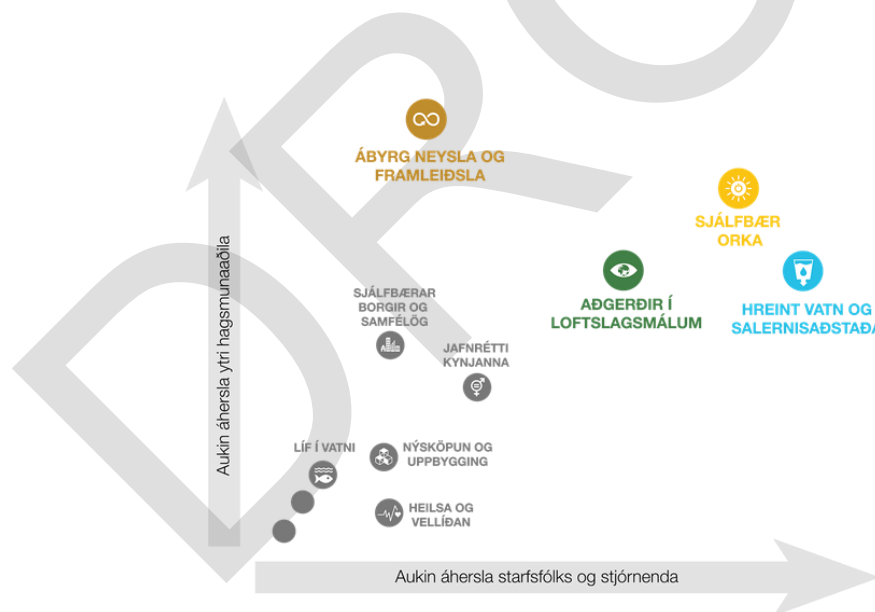 ÁBYRG NEYSLA OG
FRAMLEIÐSLA
SJÁLFBÆR
ORKA
AÐGERÐIR Í
LOFTSLAGSMÁLUM
HREINT VATN OG
SALERNISAÐSTAÐA
SJÁLFBÆRAR
BORGIR OG
SAMFÉLÖG
JAFNRÉTTI
KYNJANNA
LÍF Í VATNI
NÝSKÖPUN OG
UPPBYGGING
HEILSA OG
VELLÍÐAN
Aukin áhersla ytri hagsmunaaðila
Aukin áhersla starfsfólks og stjórnenda